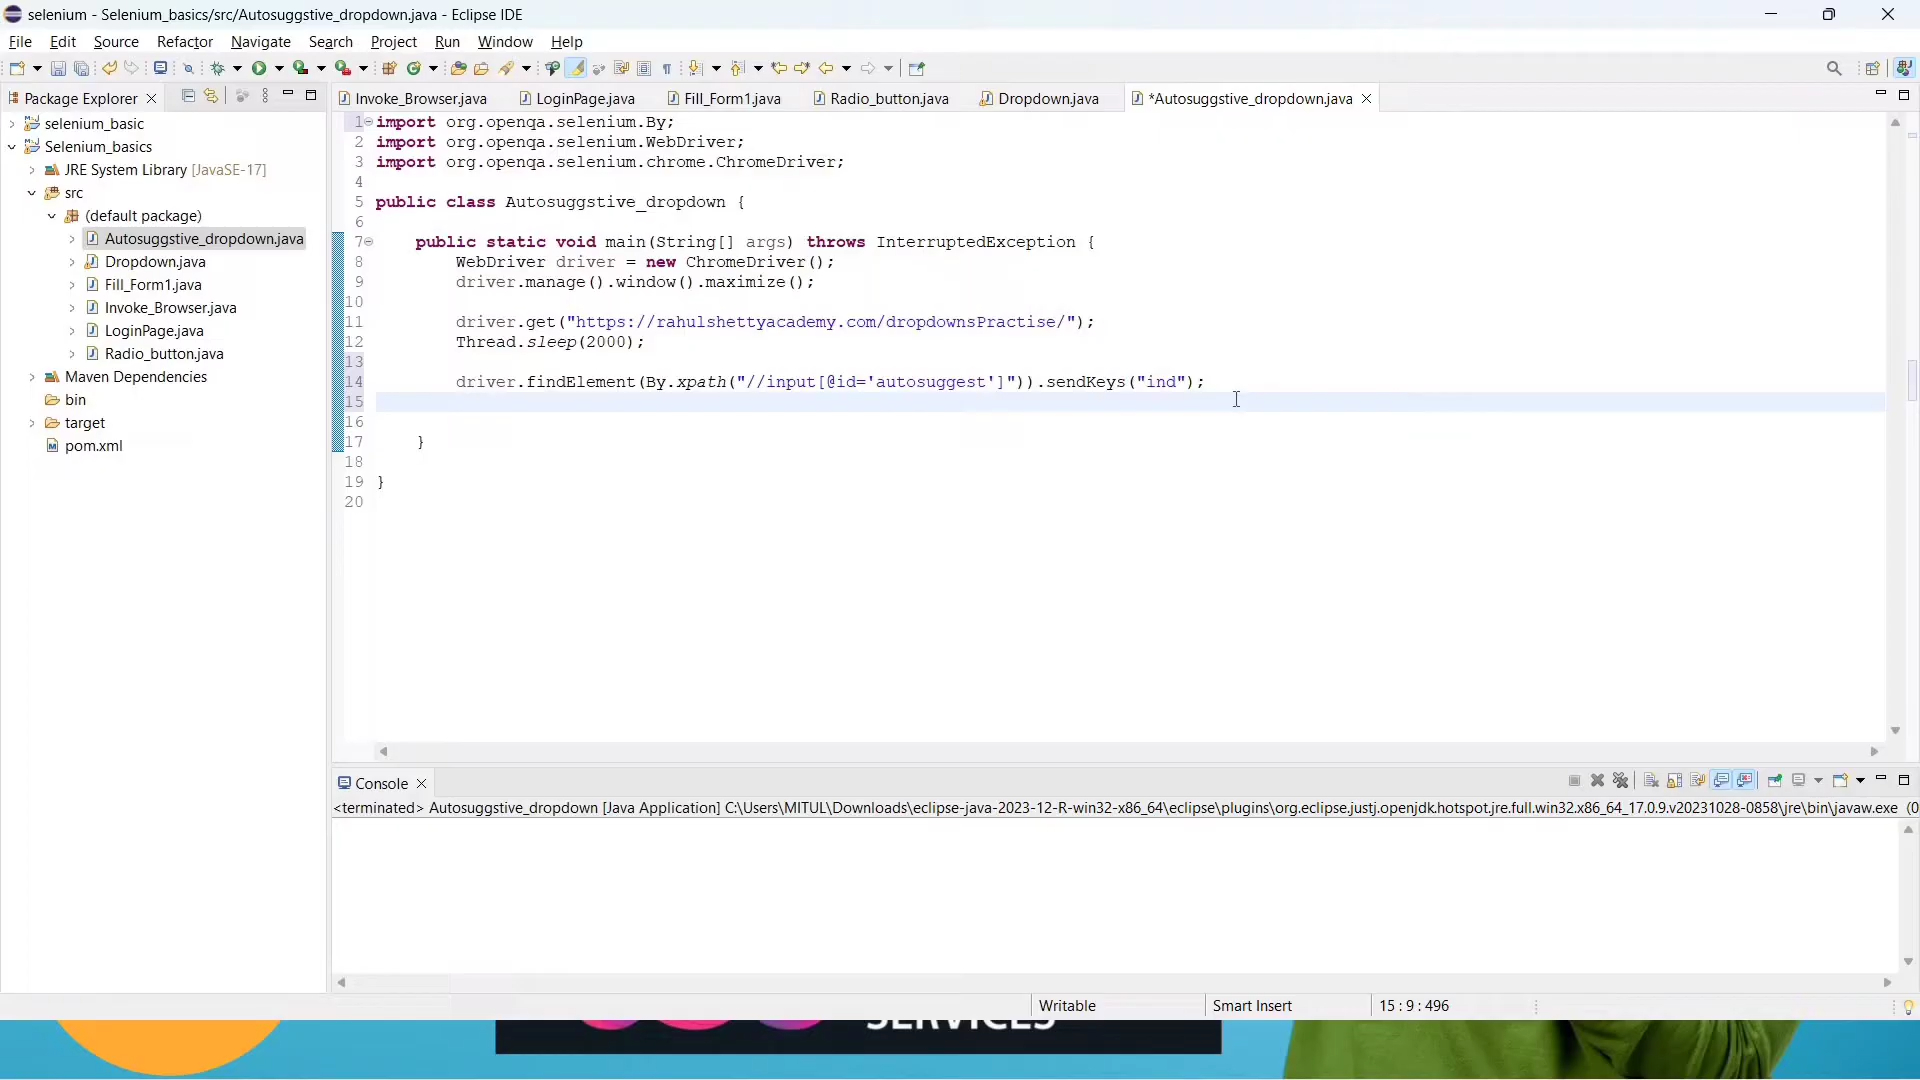 selenium - Selenium_basics/src/Autosuggstive_dropdown.java - Eclipse IDE
File Edit Source Refactor Navigate Search Project Run Window Help
Package Explorer
Invoke_Browser.java LoginPage.java Fill_Form1.java Radio_button.java Dropdown.java *Autosuggstive_dropdown.java
selenium_basic
Selenium_basics
JRE System Library [JavaSE-17]
src
(default package)
Autosuggstive_dropdown.java
Dropdown.java
Fill_Form1.java
Invoke_Browser.java
LoginPage.java
Radio_button.java
Maven Dependencies
bin
target
pom.xml
1 import org.openqa.selenium.By;
2 import org.openqa.selenium.WebDriver;
3 import org.openqa.selenium.chrome.ChromeDriver;
4
5 public class Autosuggstive_dropdown {
6
7 public static void main(String[] args) throws InterruptedException {
8 WebDriver driver = new ChromeDriver();
9 driver.manage().window().maximize();
10
11 driver.get("https://rahulshettyacademy.com/dropdownsPractise/");
12 Thread.sleep(2000);
13
14 driver.findElement(By.xpath("//input[@id='autosuggest']")).sendKeys("ind");
15
16
17 }
18
19 }
20
Console
<terminated> Autosuggstive_dropdown [Java Application] C:\Users\MITUL\Downloads\eclipse-java-2023-12-R-win32-x86_64\eclipse\plugins\org.eclipse.justj.openjdk.hotspot.jre.full.win32.x86_64_17.0.9.v20231028-0858\jre\bin\javaw.exe (0
Writable Smart Insert 15 : 9 : 496
SERVICES